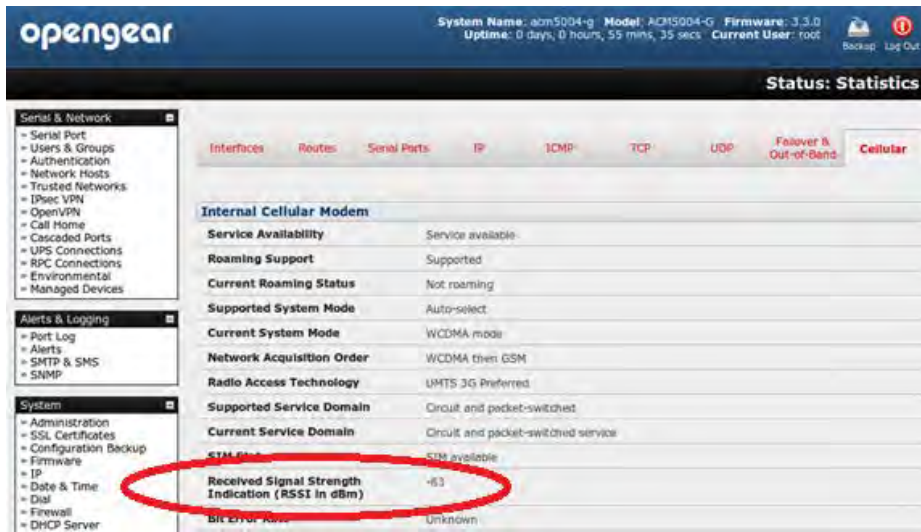 opengear
System Name: acm5004-g Model: ACM5004-G Firmware: 3.3.0
Uptime: 0 days, 0 hours, 55 mins, 35 secs Current User: root
Backup Log Out
Status: Statistics
Serial & Network
Serial Port
Users & Groups
Authentication
Network Hosts
Trusted Networks
IPsec VPN
OpenVPN
Call Home
Cascaded Ports
UPS Connections
RPC Connections
Environmental
Managed Devices
Alerts & Logging
Port Log
Alerts
SMTP & SMS
SNMP
System
Administration
SSL Certificates
Configuration Backup
Firmware
IP
Date & Time
Dial
Firewall
DHCP Server
Interfaces Routes Serial Ports IP ICMP TCP UDP Failover & Out-of-Band Cellular
Internal Cellular Modem
Service Availability Service available
Roaming Support Supported
Current Roaming Status Not roaming
Supported System Mode Auto-select
Current System Mode WCDMA mode
Network Acquisition Order WCDMA then GSM
Radio Access Technology UMTS 3G Preferred
Supported Service Domain Circuit and packet-switched
Current Service Domain Circuit and packet-switched service
SIM available
Received Signal Strength -63
Indication (RSSI in dBm)
Bit Error Unknown